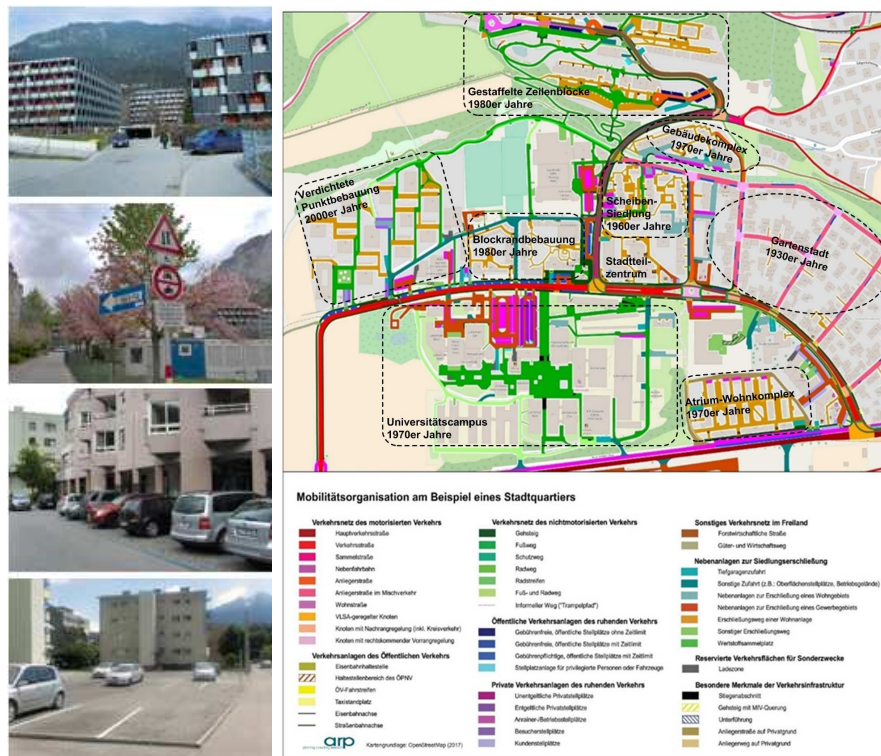 Gestaffelte Zeilenblöcke
1980er Jahre
Gebäudekomplex
1970er Jahre
Verdichtete
Punktbebauung
2000er Jahre
Scheiben-
Siedlung
1960er Jahre
Gartenstadt
1930er Jahre
Blockrandbebauung
1980er Jahre
Stadtteil-
zentrum
Atrium-Wohnkomplex
1970er Jahre
Universitätscampus
1970er Jahre
Mobilitätsorganisation am Beispiel eines Stadtquartiers
Verkehrsnetz des motorisierten Verkehrs
Hauptverkehrsstraße
Verkehrsstraße
Sammelstraße
Nebenfahrbahn
Anliegerstraße
Anliegerstraße im Mischverkehr
Wohnstraße
VLSA-geregelter Knoten
Knoten mit Nachrangregelung (inkl. Kreisverkehr)
Knoten mit rechtskommender Vorrangregelung
Verkehrsanlagen des Öffentlichen Verkehrs
Eisenbahnhaltestelle
Haltestellenbereich des ÖPNV
ÖV-Fahrstreifen
Taxistandplatz
Eisenbahnachse
Straßenbahnachse
arp
Kartengrundlage: OpenStreetMap (2017)
Verkehrsnetz des nichtmotorisierten Verkehrs
Gehsteig
Fußweg
Schutzweg
Radweg
Radstreifen
Fuß- und Radweg
Informeller Weg ("Trampelpfad")
Öffentliche Verkehrsanlagen des ruhenden Verkehrs
Gebührenfreie, öffentliche Stellplätze ohne Zeitlimit
Gebührenfreie, öffentliche Stellplätze mit Zeitlimit
Gebührenpflichtige, öffentliche Stellplätze mit Zeitlimit
Stellplatzanlage für privilegierte Personen oder Fahrzeuge
Private Verkehrsanlagen des ruhenden Verkehrs
Unentgeltliche Privatstellplätze
Entgeltliche Privatstellplätze
Anrainer-/Betriebsstellplätze
Besucherstellplätze
Kundenstellplätze
Sonstiges Verkehrsnetz im Freiland
Forstwirtschaftliche Straße
Güter- und Wirtschaftsweg
Nebenanlagen zur Siedlungserschließung
Tiefgaragenzufahrt
Sonstige Zufahrt (z.B.: Oberflächenstellplätze, Betriebsgelände)
Nebenanlagen zur Erschließung eines Wohngebiets
Nebenanlagen zur Erschließung eines Gewerbegebiets
Erschließungsweg einer Wohnanlage
Sonstiger Erschließungsweg
Wertstoffsammelplatz
Reservierte Verkehrsflächen für Sonderzwecke
Ladezone
Besondere Merkmale der Verkehrsinfrastruktur
Stiegenabschnitt
Gehsteig mit MIV-Querung
Unterführung
Anliegerstraße auf Privatgrund
Anliegerweg auf Privatgrund